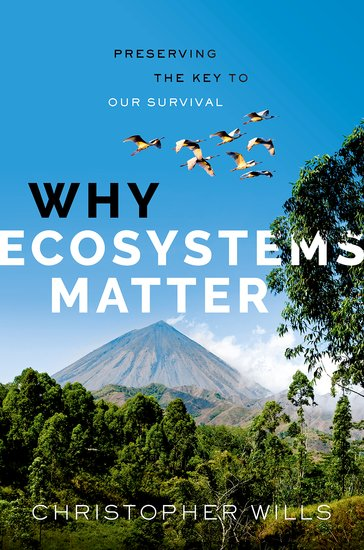 PRESERVING
THE KEY TO
OUR SURVIVAL
WHY
ECOSYSTEMS
MATTER
CHRISTOPHER WILLS